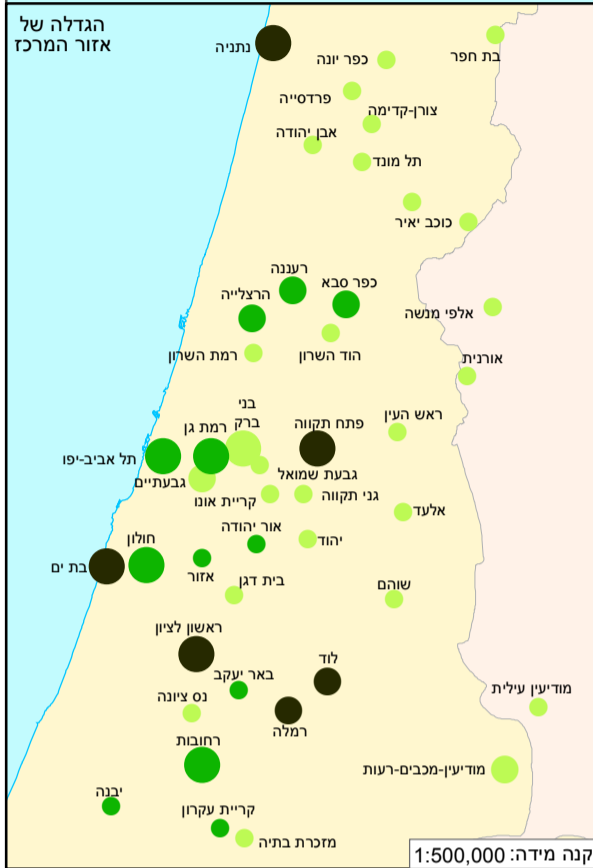 הגדלה של
אזור המרכז
נתניה
בת חפר
כפר יונה
פרדסייה
צורן-קדימה
אבן יהודה
תל מונד
כוכב יאיר
רעננה
כפר סבא
הרצלייה
אלפי מנשה
הוד השרון
רמת השרון
אורנית
ראש העין
בני
ברק
פתח תקווה
רמת גן
תל אביב-יפו
גבעת שמואל
גבעתיים
גני תקווה
קריית אונו
אלעד
אור יהודה
יהוד
חולון
אזור
בת ים
בית דגן
שוהם
ראשון לציון
לוד
באר יעקב
מודיעין עילית
נס ציונה
רמלה
רחובות
מודיעין-מכבים-רעות
יבנה
קריית עקרון
מזכרת בתיה
קנה מידה: 1:500,000